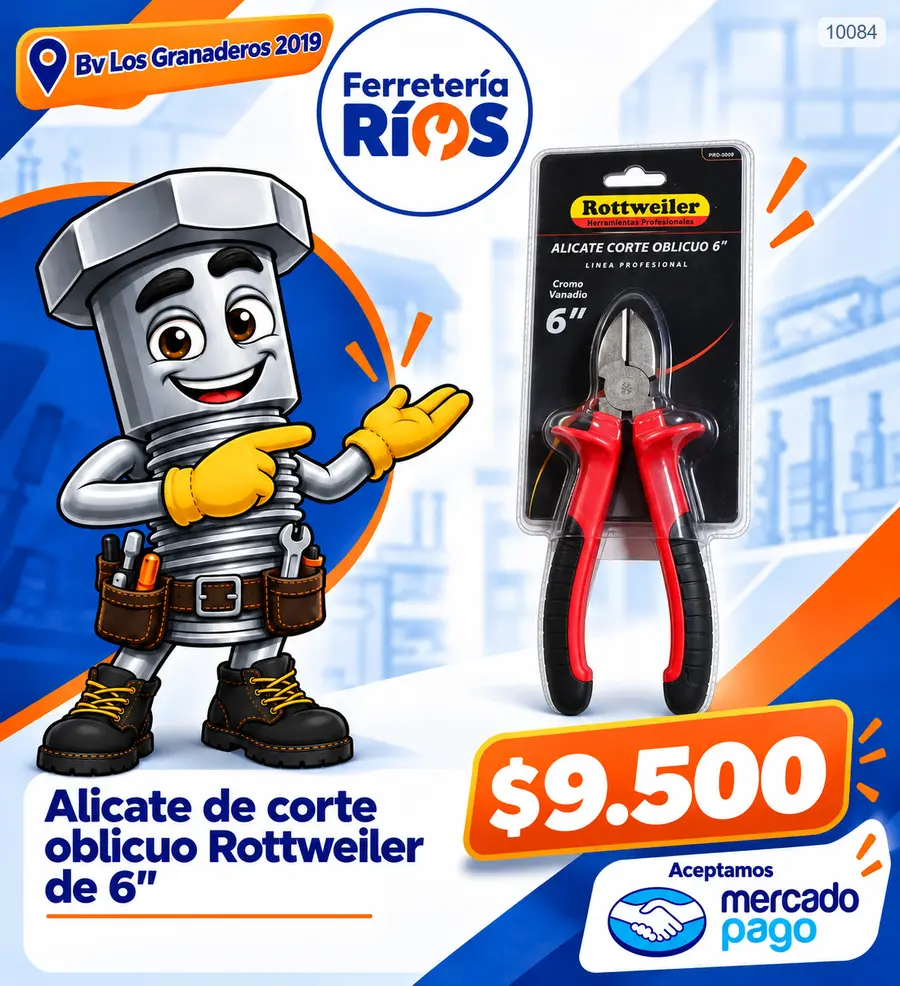 Bv Los Granaderos 2019
Ferretería
RÍOS
10084
PRO-0009
Rottweiler
Herramientas Profesionales
ALICATE CORTE OBLICUO 6"
LINEA PROFESIONAL
Cromo
Vanadio
6"
$9.500
Alicate de corte
oblicuo Rottweiler
de 6"
Aceptamos
mercado
pago